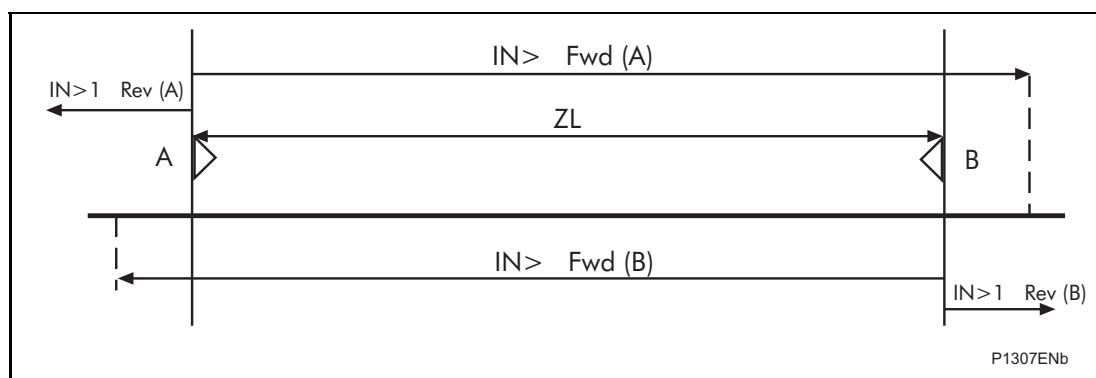 IN> Fwd (A)
IN>1 Rev (A)
ZL
A
B
IN> Fwd (B)
IN>1 Rev (B)
P1307ENb